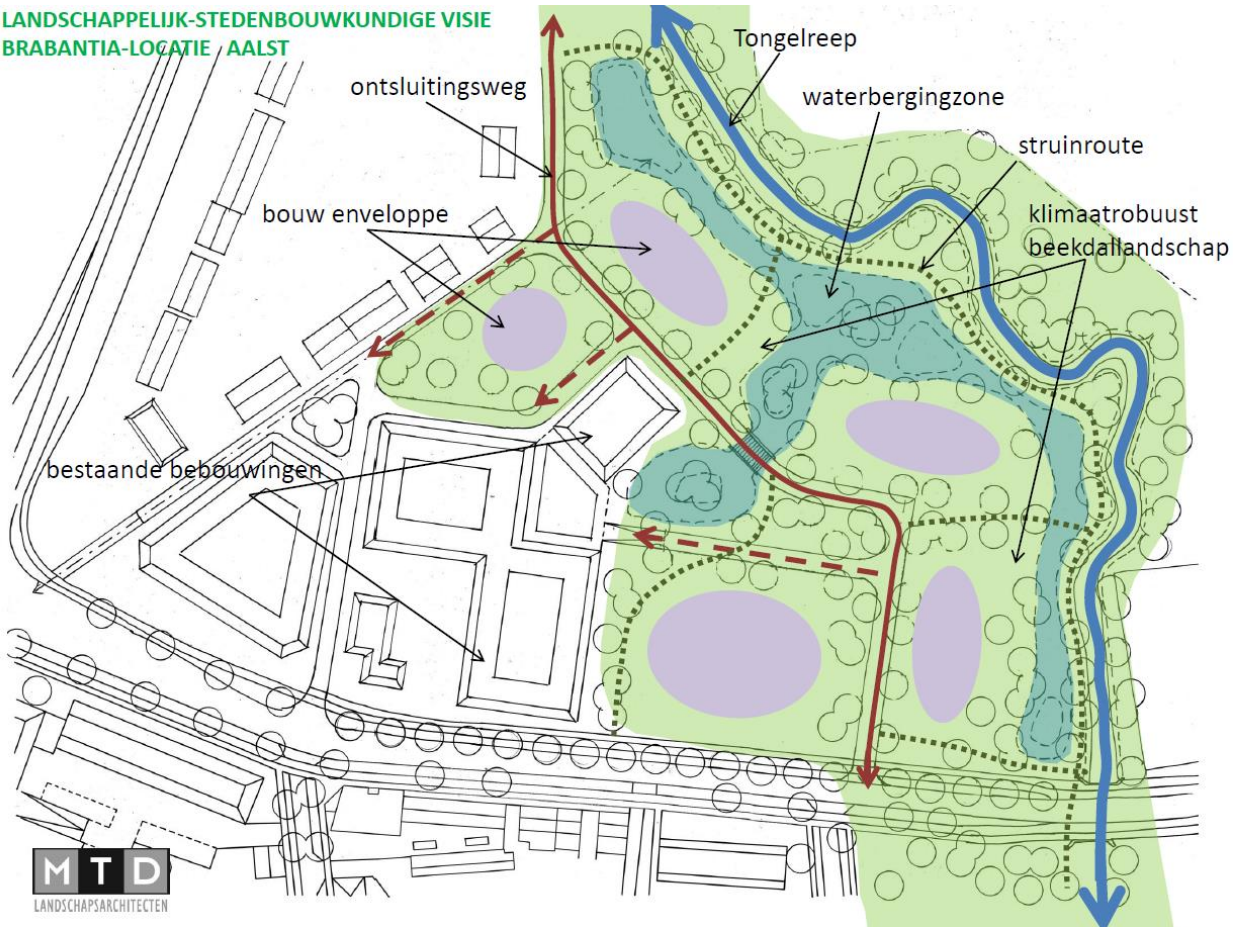 LANDSCHAPPELIJK-STEDENBOUWKUNDIGE VISIE
BRABANTIA-LOCATIE / AALST
Tongelreep
ontsluitingsweg
waterbergingzone
struinroute
bouw enveloppe
klimaatrobuust
beekdallandschap
bestaande bebouwingen
MTD
LANDSCHAPSARCHITECTEN